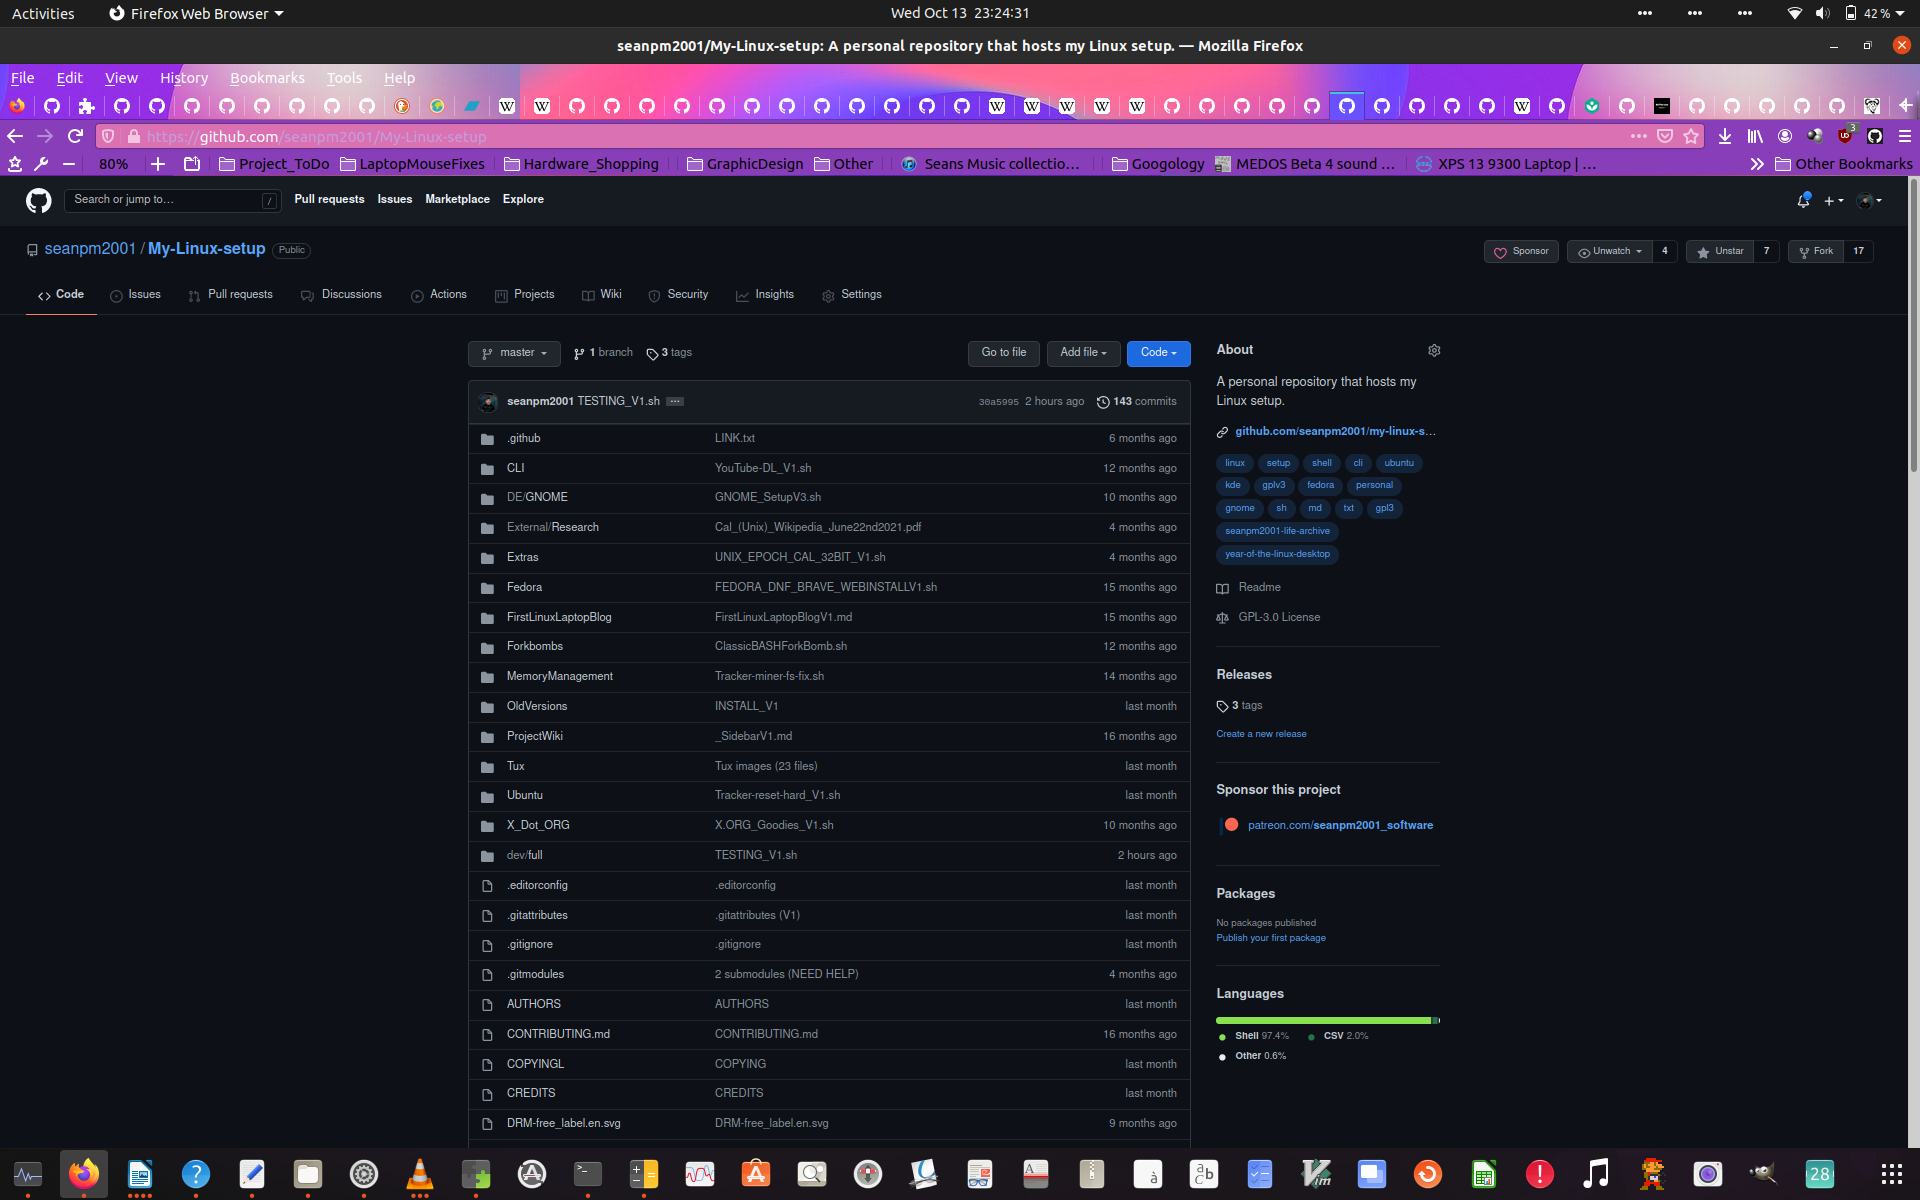 Activities Firefox Web Browser Wed Oct 13 23:24:31 42 %
seanpm2001/My-Linux-setup: A personal repository that hosts my Linux setup. — Mozilla Firefox
File Edit View History Bookmarks Tools Help
https://github.com/seanpm2001/My-Linux-setup 3
80% Project_ToDo LaptopMouseFixes Hardware_Shopping GraphicDesign Other Seans Music collectio… Googology MEDOS Beta 4 sound … XPS 13 9300 Laptop | … Other Bookmarks
Search or jump to… / Pull requests Issues Marketplace Explore
seanpm2001 / My-Linux-setup Public Sponsor Unwatch 4 Unstar 7 Fork 17
Code Issues Pull requests Discussions Actions Projects Wiki Security Insights Settings
master 1 branch 3 tags Go to file Add file Code
seanpm2001 TESTING_V1.sh ... 30a5995 2 hours ago 143 commits
.github LINK.txt 6 months ago
CLI YouTube-DL_V1.sh 12 months ago
DE/GNOME GNOME_SetupV3.sh 10 months ago
External/Research Cal_(Unix)_Wikipedia_June22nd2021.pdf 4 months ago
Extras UNIX_EPOCH_CAL_32BIT_V1.sh 4 months ago
Fedora FEDORA_DNF_BRAVE_WEBINSTALLV1.sh 15 months ago
FirstLinuxLaptopBlog FirstLinuxLaptopBlogV1.md 15 months ago
Forkbombs ClassicBASHForkBomb.sh 12 months ago
MemoryManagement Tracker-miner-fs-fix.sh 14 months ago
OldVersions INSTALL_V1 last month
ProjectWiki _SidebarV1.md 16 months ago
Tux Tux images (23 files) last month
Ubuntu Tracker-reset-hard_V1.sh last month
X_Dot_ORG X.ORG_Goodies_V1.sh 10 months ago
dev/full TESTING_V1.sh 2 hours ago
.editorconfig .editorconfig last month
.gitattributes .gitattributes (V1) last month
.gitignore .gitignore last month
.gitmodules 2 submodules (NEED HELP) 4 months ago
AUTHORS AUTHORS last month
CONTRIBUTING.md CONTRIBUTING.md 16 months ago
COPYINGL COPYING last month
CREDITS CREDITS last month
DRM-free_label.en.svg DRM-free_label.en.svg 9 months ago
About
A personal repository that hosts my
Linux setup.
github.com/seanpm2001/my-linux-s…
linux setup shell cli ubuntu
kde gplv3 fedora personal
gnome sh md txt gpl3
seanpm2001-life-archive
year-of-the-linux-desktop
Readme
GPL-3.0 License
Releases
3 tags
Create a new release
Sponsor this project
patreon.com/seanpm2001_software
Packages
No packages published
Publish your first package
Languages
Shell 97.4% CSV 2.0%
Other 0.6%
28